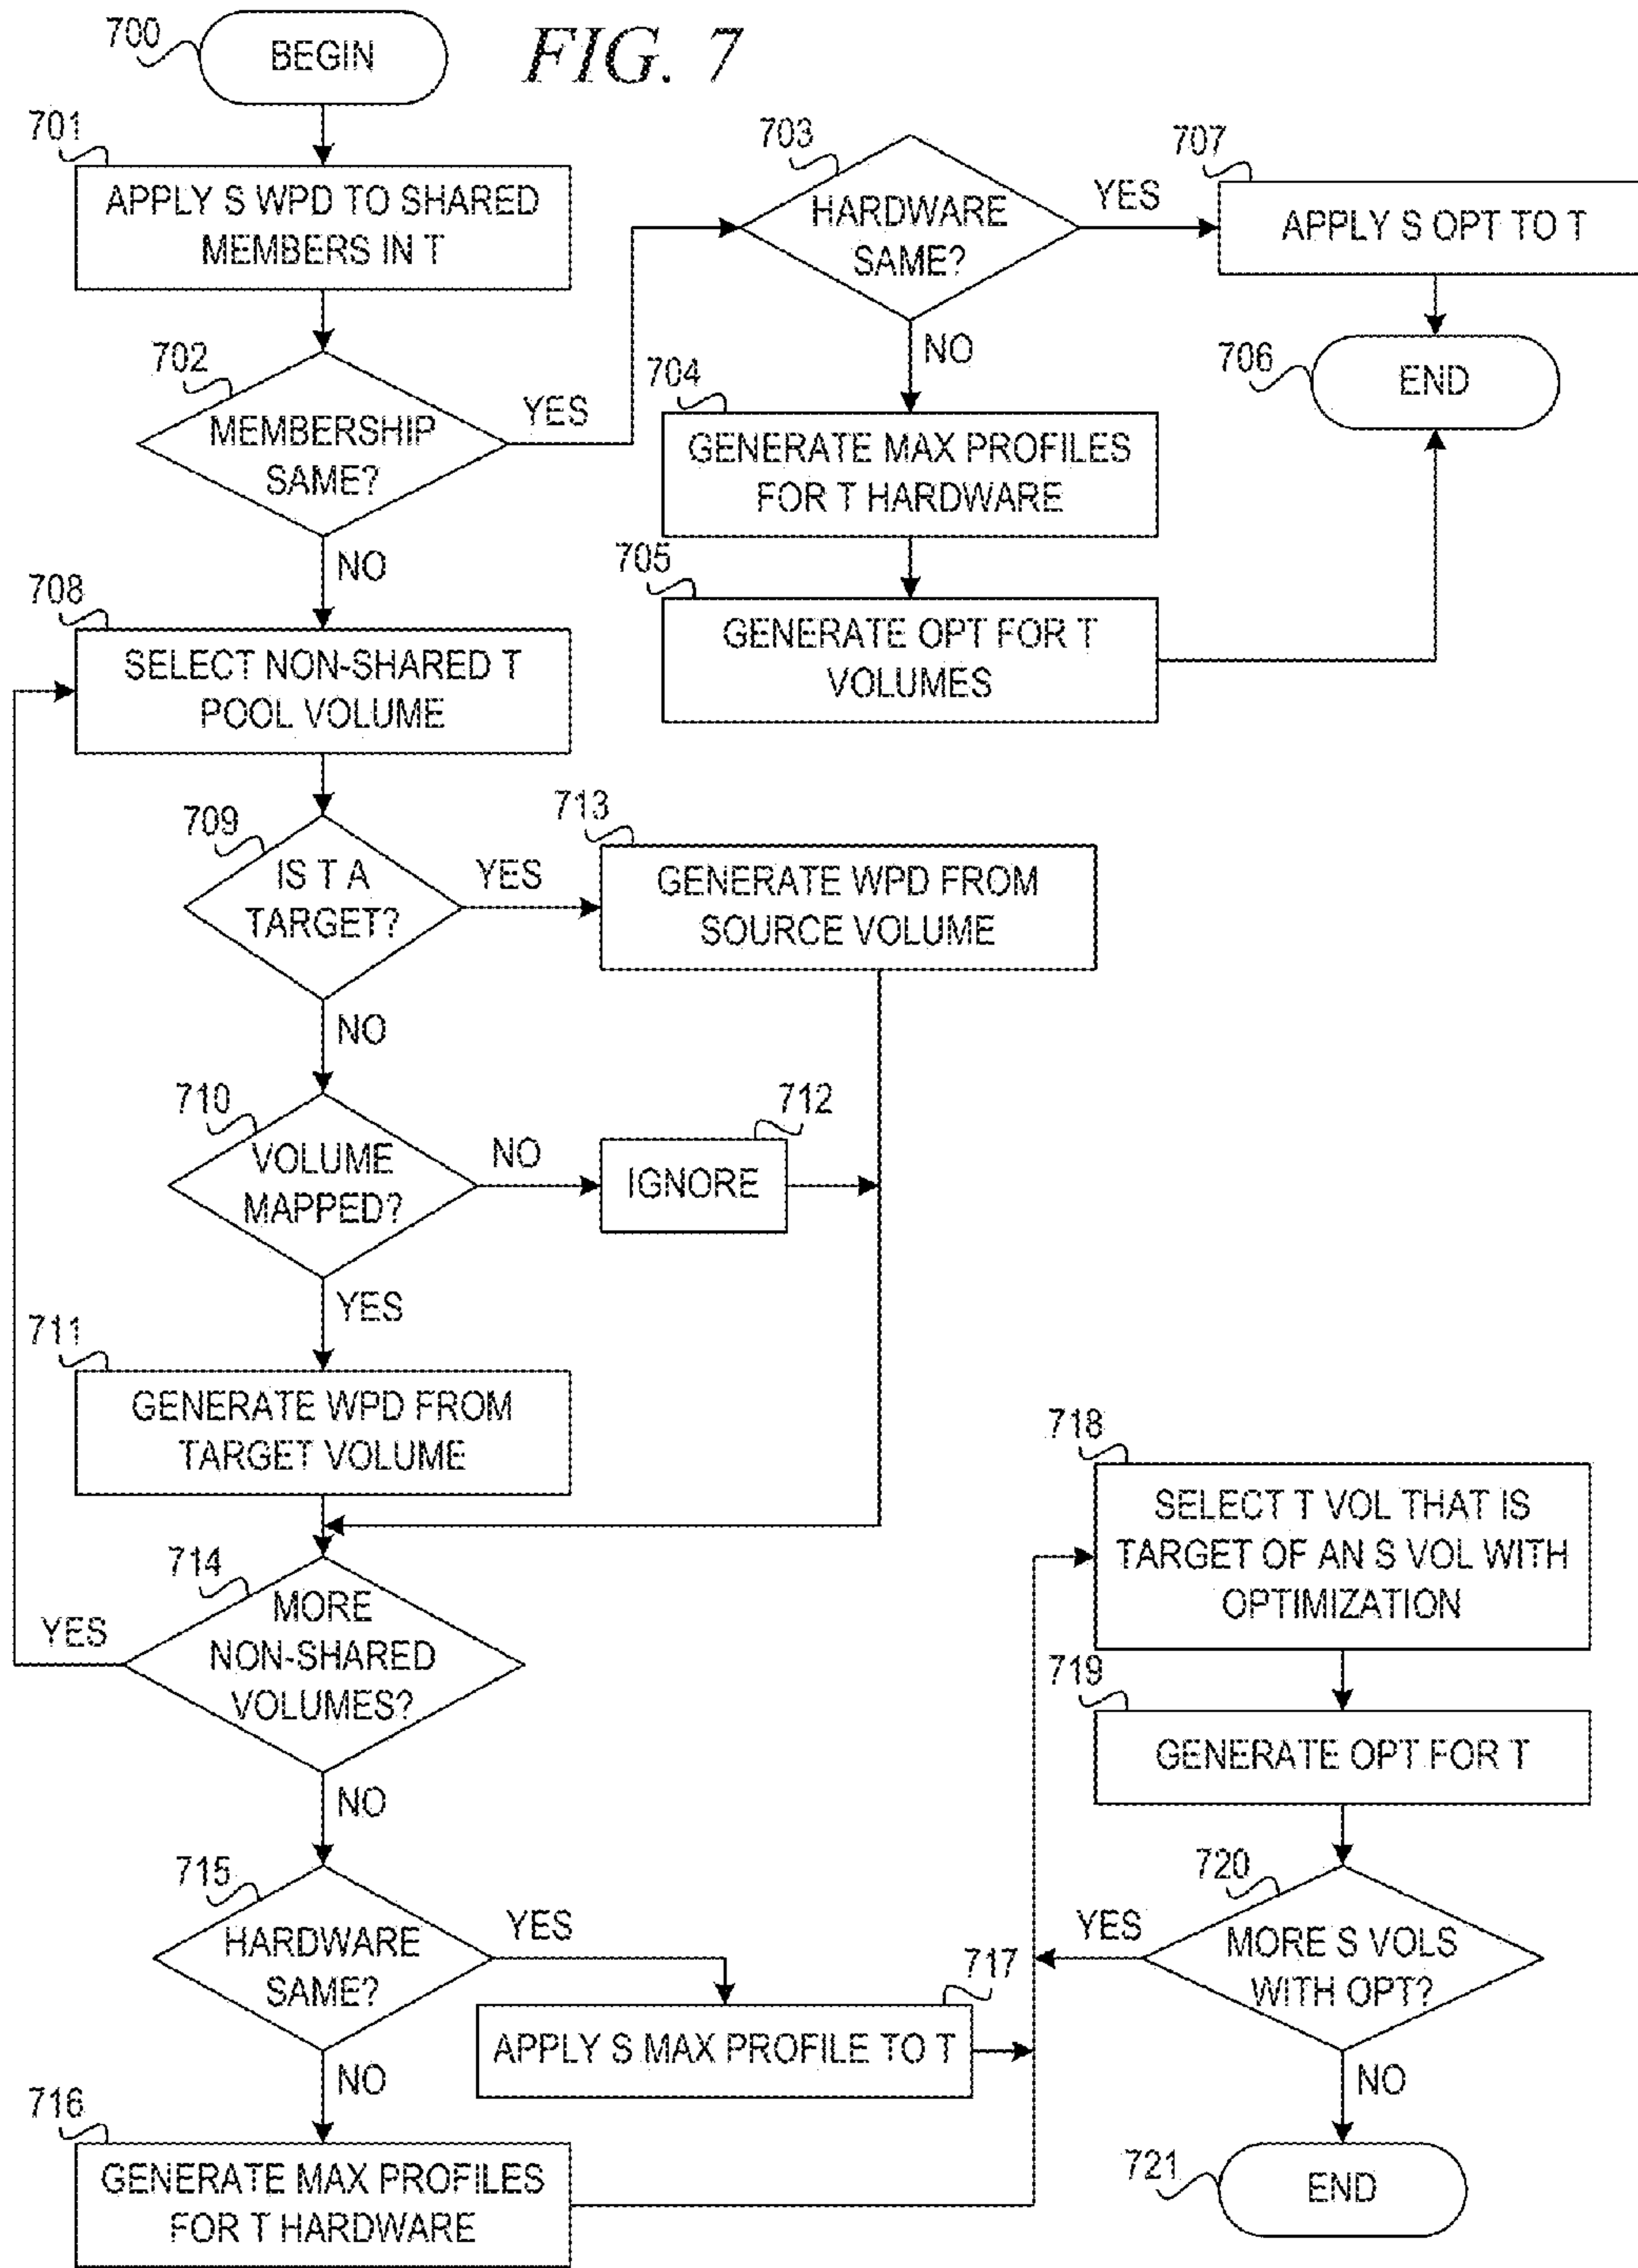 FIG. 7
700
BEGIN
701
APPLY S WPD TO SHARED
MEMBERS IN T
702
MEMBERSHIP
SAME?
YES
NO
703
HARDWARE
SAME?
YES
NO
707
APPLY S OPT TO T
706
END
704
GENERATE MAX PROFILES
FOR T HARDWARE
705
GENERATE OPT FOR T
VOLUMES
708
SELECT NON-SHARED T
POOL VOLUME
709
IS T A
TARGET?
YES
NO
713
GENERATE WPD FROM
SOURCE VOLUME
710
VOLUME
MAPPED?
NO
YES
712
IGNORE
711
GENERATE WPD FROM
TARGET VOLUME
714
MORE
NON-SHARED
VOLUMES?
YES
NO
715
HARDWARE
SAME?
YES
NO
717
APPLY S MAX PROFILE TO T
716
GENERATE MAX PROFILES
FOR T HARDWARE
718
SELECT T VOL THAT IS
TARGET OF AN S VOL WITH
OPTIMIZATION
719
GENERATE OPT FOR T
720
MORE S VOLS
WITH OPT?
YES
NO
721
END